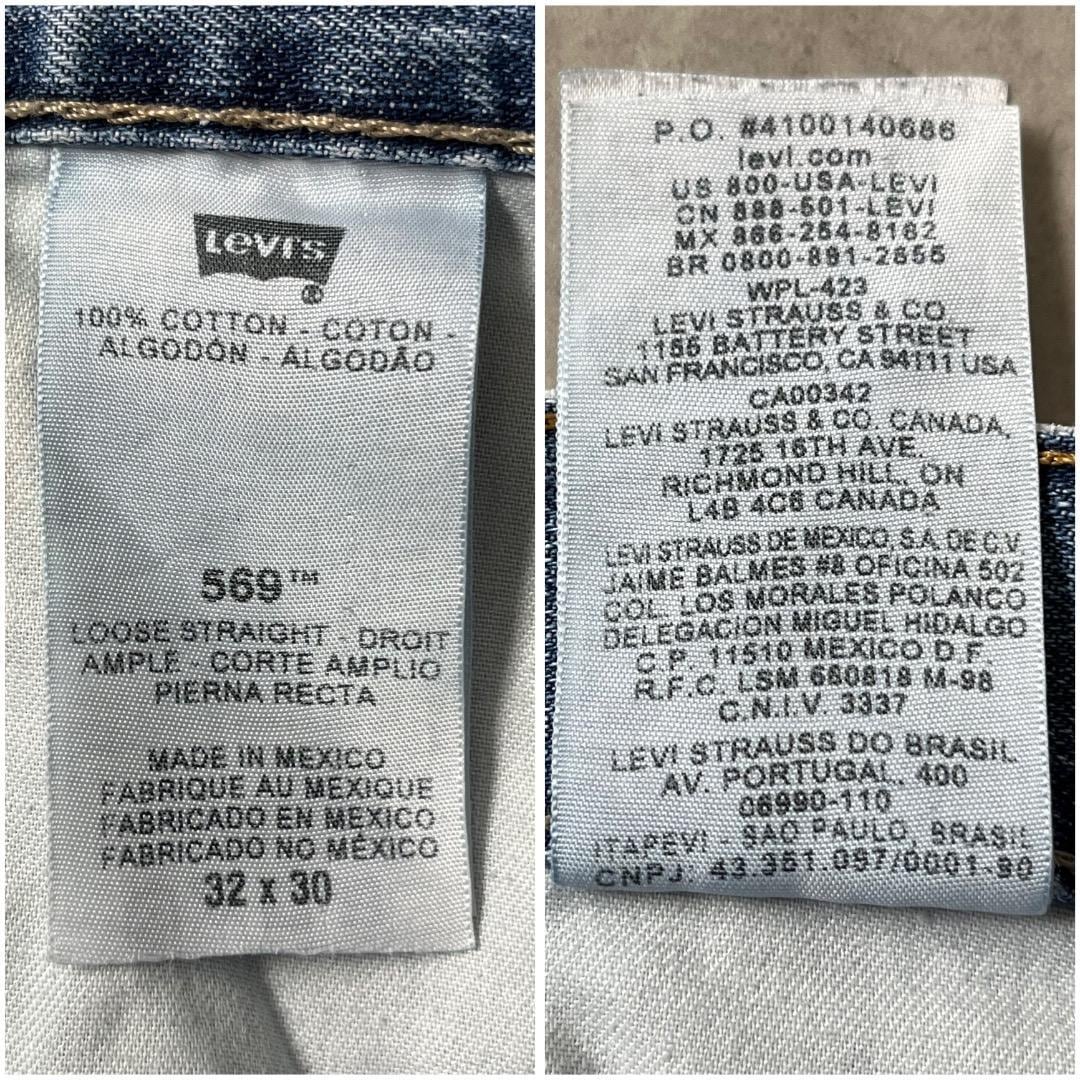 Levi's
®
100% COTTON - COTON -
ALGODÓN - ALGODÃO
569™
LOOSE STRAIGHT - DROIT
AMPLE - CORTE AMPLIO
PIERNA RECTA
MADE IN MEXICO
FABRIQUE AU MEXIQUE
FABRICADO EN MÉXICO
FABRICADO NO MÉXICO
32 x 30
P.O. #4100140686
levi.com
US 800-USA-LEVI
CN 888-501-LEVI
MX 866-254-8162
BR 0800-891-2855
WPL-423
LEVI STRAUSS & CO.
1155 BATTERY STREET
SAN FRANCISCO, CA 94111 USA
CA00342
LEVI STRAUSS & CO. CANADA,
1725 16TH AVE.
RICHMOND HILL, ON
L4B 4C6 CANADA
LEVI STRAUSS DE MEXICO, S.A. DE C.V.
JAIME BALMES #8 OFICINA 502
COL. LOS MORALES POLANCO
DELEGACION MIGUEL HIDALGO
C.P. 11510 MEXICO D.F.
R.F.C. LSM 660818 M-98
C.N.I.V. 3337
LEVI STRAUSS DO BRASIL
AV. PORTUGAL, 400
06990-110
ITAPEVI - SAO PAULO, BRASIL
CNPJ: 43.361.097/0001-90